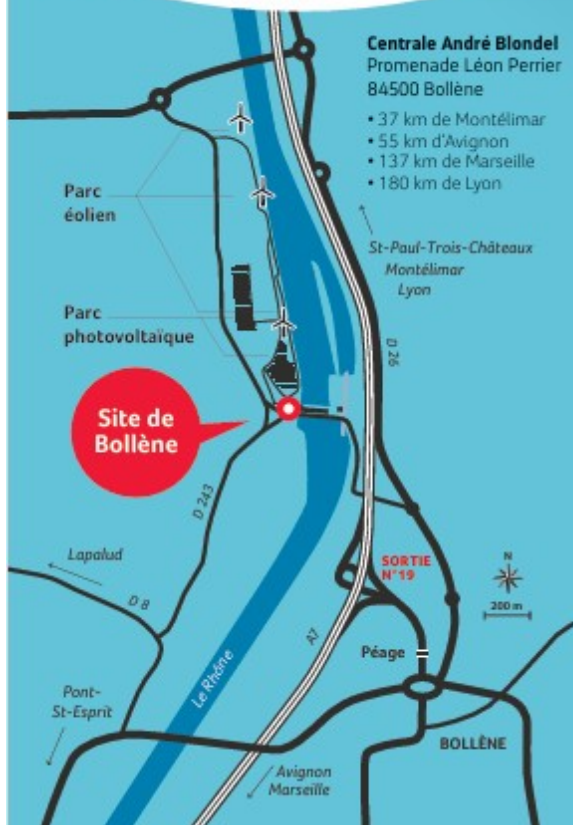 Centrale André Blondel
Promenade Léon Perrier
84500 Bollène
• 37 km de Montélimar
• 55 km d'Avignon
• 137 km de Marseille
• 180 km de Lyon
Parc
éolien
St-Paul-Trois-Châteaux
Montélimar
Lyon
Parc
photovoltaïque
D 26
Site de
Bollène
D 243
Lapalud
D 8
SORTIE
N°19
N
200 m
A7
Péage
Le Rhône
Pont-
St-Esprit
BOLLÈNE
Avignon
Marseille